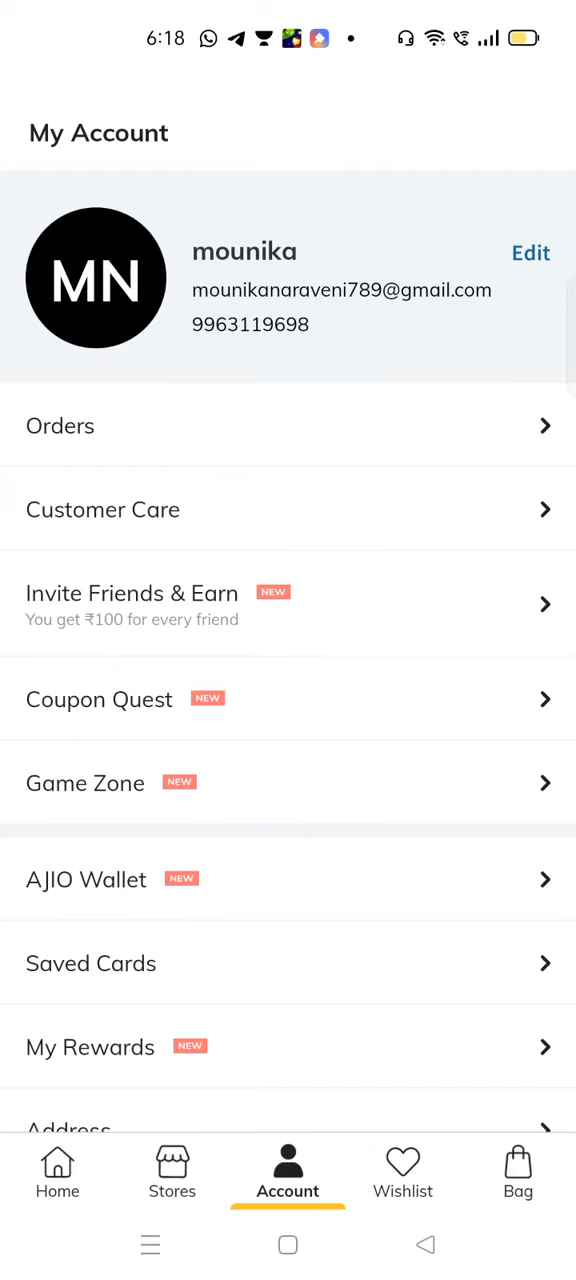 6:18
My Account
MN
mounika
Edit
mounikanaraveni789@gmail.com
9963119698
Orders
Customer Care
Invite Friends & Earn NEW
You get ₹100 for every friend
Coupon Quest NEW
Game Zone NEW
AJIO Wallet NEW
Saved Cards
My Rewards NEW
Address
Home Stores Account Wishlist Bag